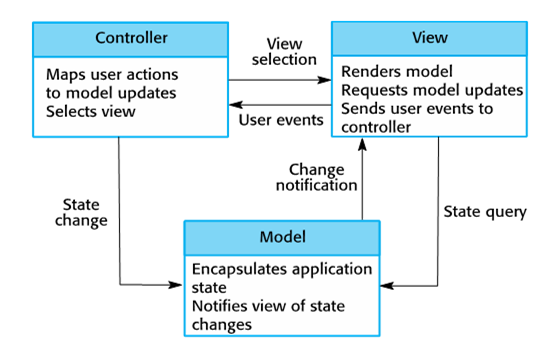 Controller
Maps user actions
to model updates
Selects view
View
selection
User events
View
Renders model
Requests model updates
Sends user events to
controller
State
change
Change
notification
State query
Model
Encapsulates application
state
Notifies view of state
changes